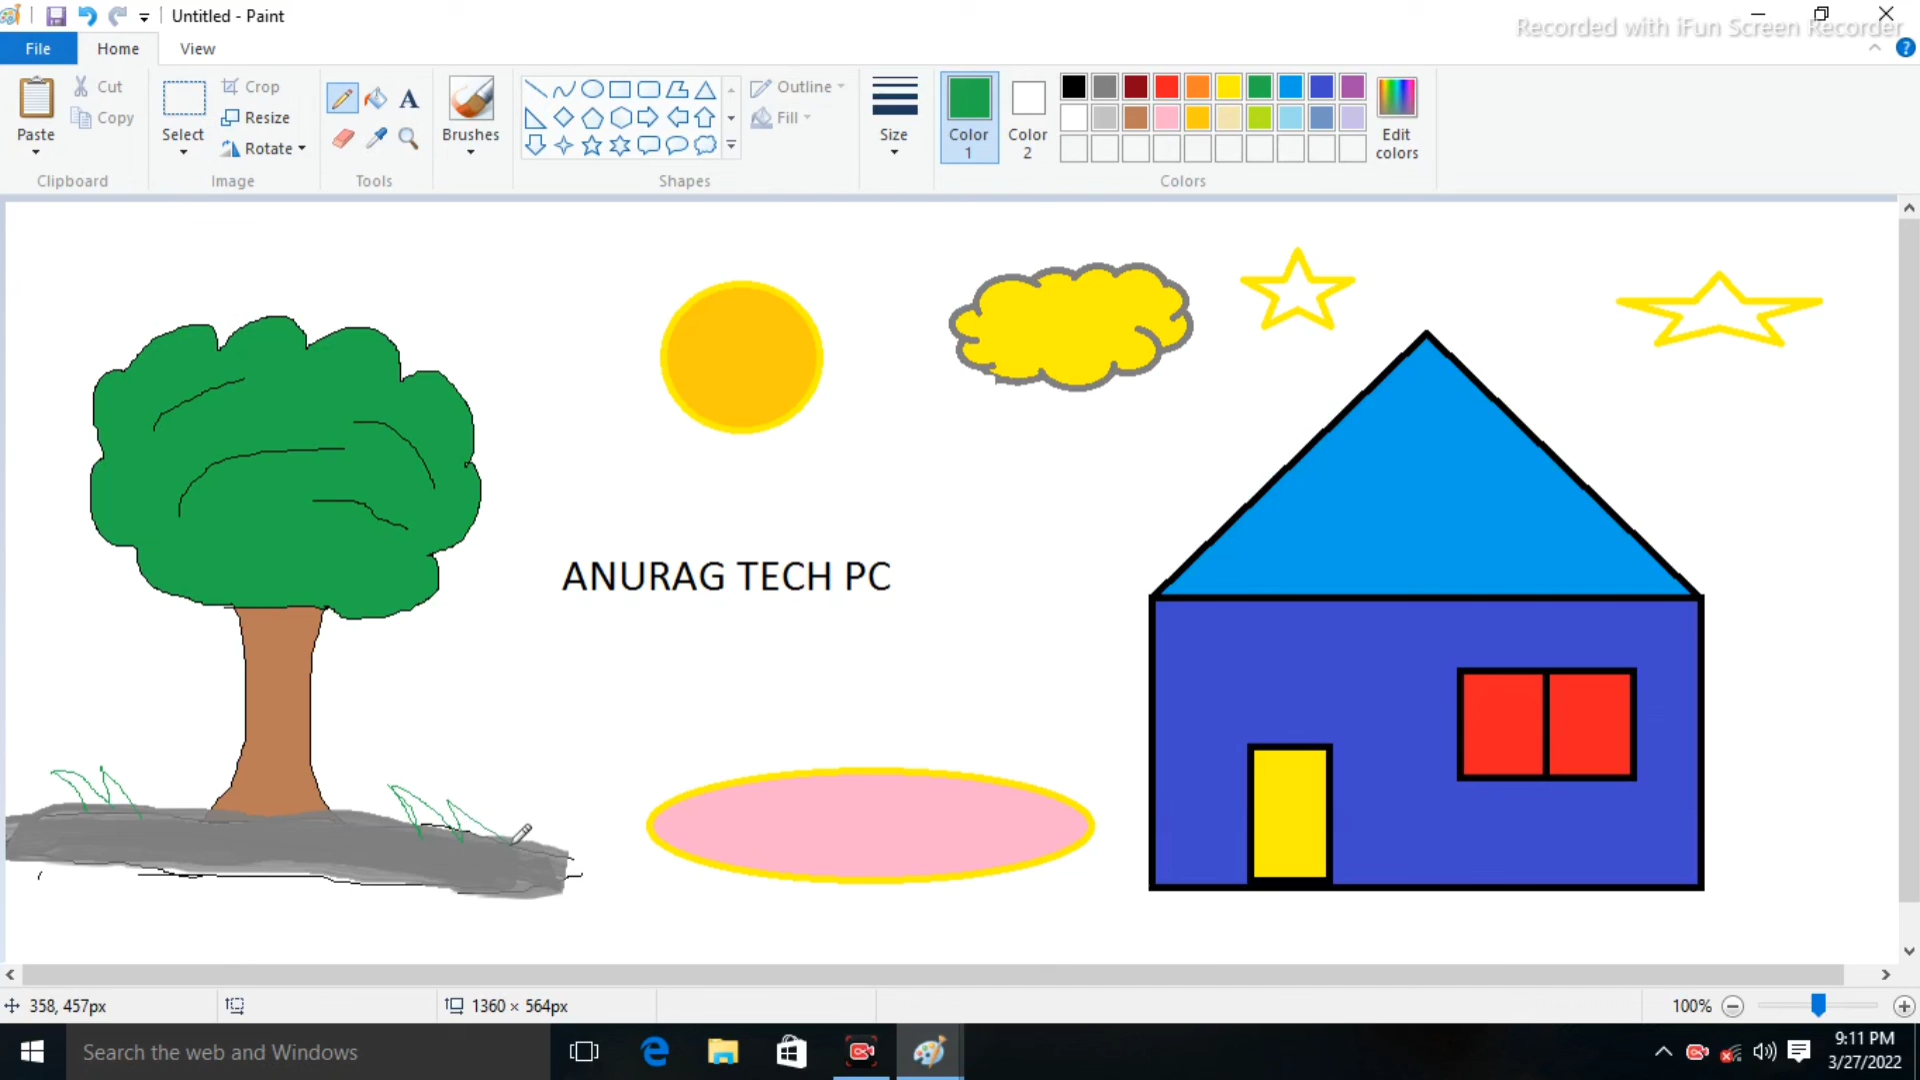 Untitled - Paint
Recorded with iFun Screen Recorder
File Home View
Paste
Cut
Copy
Clipboard
Select
Crop
Resize
Rotate
Image
A
Tools
Brushes
Shapes
Outline
Fill
Size
Color 1
Color 2
Edit colors
Colors
ANURAG TECH PC
358, 457px
1360 × 564px
100%
Search the web and Windows
9:11 PM
3/27/2022